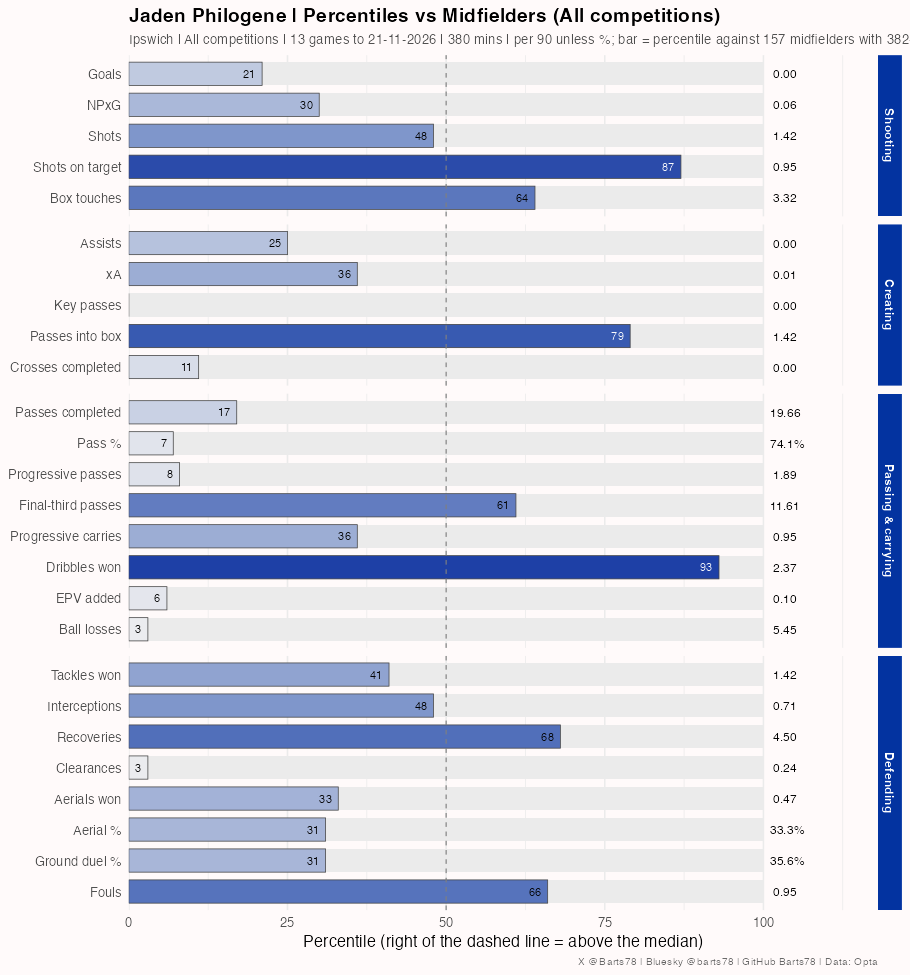 Jaden Philogene | Percentiles vs Midfielders (All competitions)
Ipswich | All competitions | 13 games to 21-11-2026 | 380 mins | per 90 unless %; bar = percentile against 157 midfielders with 382
Shooting
Goals 21 0.00
NPxG 30 0.06
Shots 48 1.42
Shots on target 87 0.95
Box touches 64 3.32
Creating
Assists 25 0.00
xA 36 0.01
Key passes 0.00
Passes into box 79 1.42
Crosses completed 11 0.00
Passing & carrying
Passes completed 17 19.66
Pass % 7 74.1%
Progressive passes 8 1.89
Final-third passes 61 11.61
Progressive carries 36 0.95
Dribbles won 93 2.37
EPV added 6 0.10
Ball losses 3 5.45
Defending
Tackles won 41 1.42
Interceptions 48 0.71
Recoveries 68 4.50
Clearances 3 0.24
Aerials won 33 0.47
Aerial % 31 33.3%
Ground duel % 31 35.6%
Fouls 66 0.95
0 25 50 75 100
Percentile (right of the dashed line = above the median)
X @Barts78 | Bluesky @barts78 | GitHub Barts78 | Data: Opta